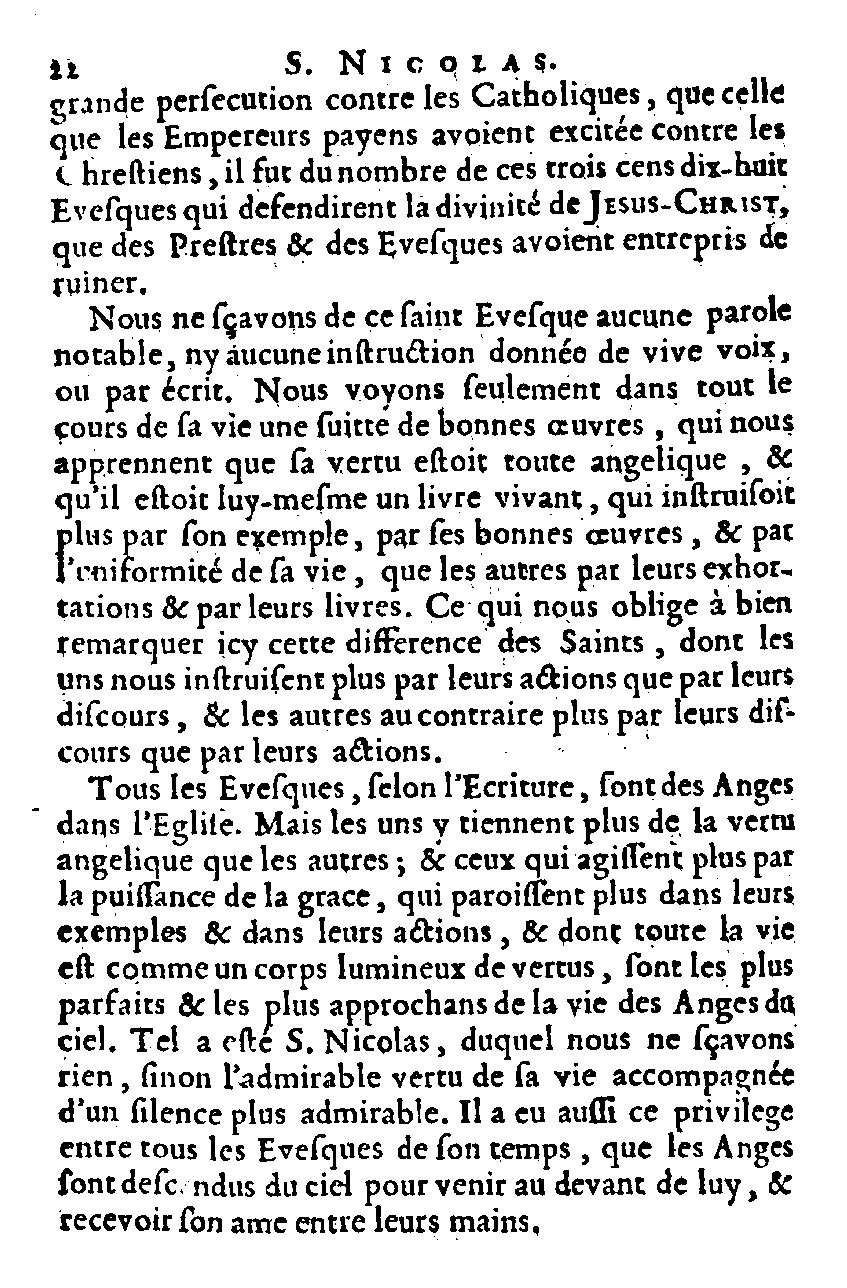 22 S. NICOLAS.
grande perſecution contre les Catholiques, que celle
que les Empereurs payens avoient excitée contre les
Chreſtiens, il fut du nombre de ces trois cens dix-huit
Eveſques qui defendirent la divinité de JESUS-CHRIST,
que des Preſtres & des Eveſques avoient entrepris de
ruiner.
Nous ne ſçavons de ce ſaint Eveſque aucune parole
notable, ny aucune inſtruction donnée de vive voix,
ou par écrit. Nous voyons ſeulement dans tout le
cours de ſa vie une ſuitte de bonnes œuvres, qui nous
apprennent que ſa vertu eſtoit toute angelique, &
qu'il eſtoit luy-meſme un livre vivant, qui inſtruiſoit
plus par ſon exemple, par ſes bonnes œuvres, & par
l'uniformité de ſa vie, que les autres par leurs exhor-
tations & par leurs livres. Ce qui nous oblige à bien
remarquer icy cette difference des Saints, dont les
uns nous inſtruiſent plus par leurs actions que par leurs
diſcours, & les autres au contraire plus par leurs diſ-
cours que par leurs actions.
Tous les Eveſques, ſelon l'Ecriture, ſont des Anges
dans l'Egliſe. Mais les uns y tiennent plus de la vertu
angelique que les autres; & ceux qui agiſſent plus par
la puiſſance de la grace, qui paroiſſent plus dans leurs
exemples & dans leurs actions, & dont toute la vie
eſt comme un corps lumineux de vertus, ſont les plus
parfaits & les plus approchans de la vie des Anges du
ciel. Tel a eſté S. Nicolas, duquel nous ne ſçavons
rien, ſinon l'admirable vertu de ſa vie accompagnée
d'un ſilence plus admirable. Il a eu auſſi ce privilege
entre tous les Eveſques de ſon temps, que les Anges
ſont deſcendus du ciel pour venir au devant de luy, &
recevoir ſon ame entre leurs mains.